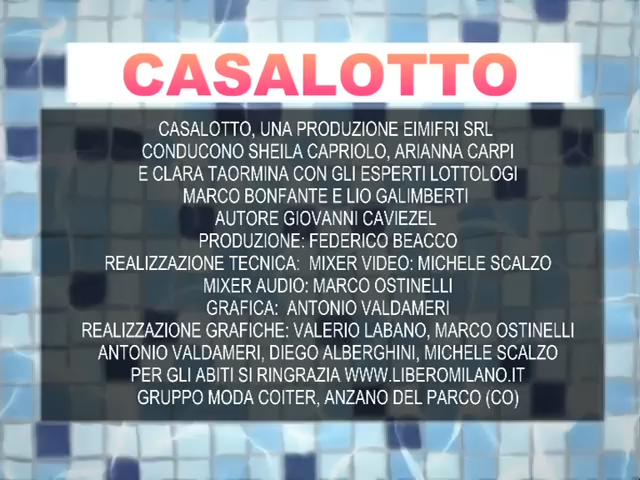 CASALOTTO
CASALOTTO, UNA PRODUZIONE EIMIFRI SRL
CONDUCONO SHEILA CAPRIOLO, ARIANNA CARPI
E CLARA TAORMINA CON GLI ESPERTI LOTTOLOGI
MARCO BONFANTE E LIO GALIMBERTI
AUTORE GIOVANNI CAVIEZEL
PRODUZIONE: FEDERICO BEACCO
REALIZZAZIONE TECNICA: MIXER VIDEO: MICHELE SCALZO
MIXER AUDIO: MARCO OSTINELLI
GRAFICA: ANTONIO VALDAMERI
REALIZZAZIONE GRAFICHE: VALERIO LABANO, MARCO OSTINELLI
ANTONIO VALDAMERI, DIEGO ALBERGHINI, MICHELE SCALZO
PER GLI ABITI SI RINGRAZIA WWW.LIBEROMILANO.IT
GRUPPO MODA COITER, ANZANO DEL PARCO (CO)